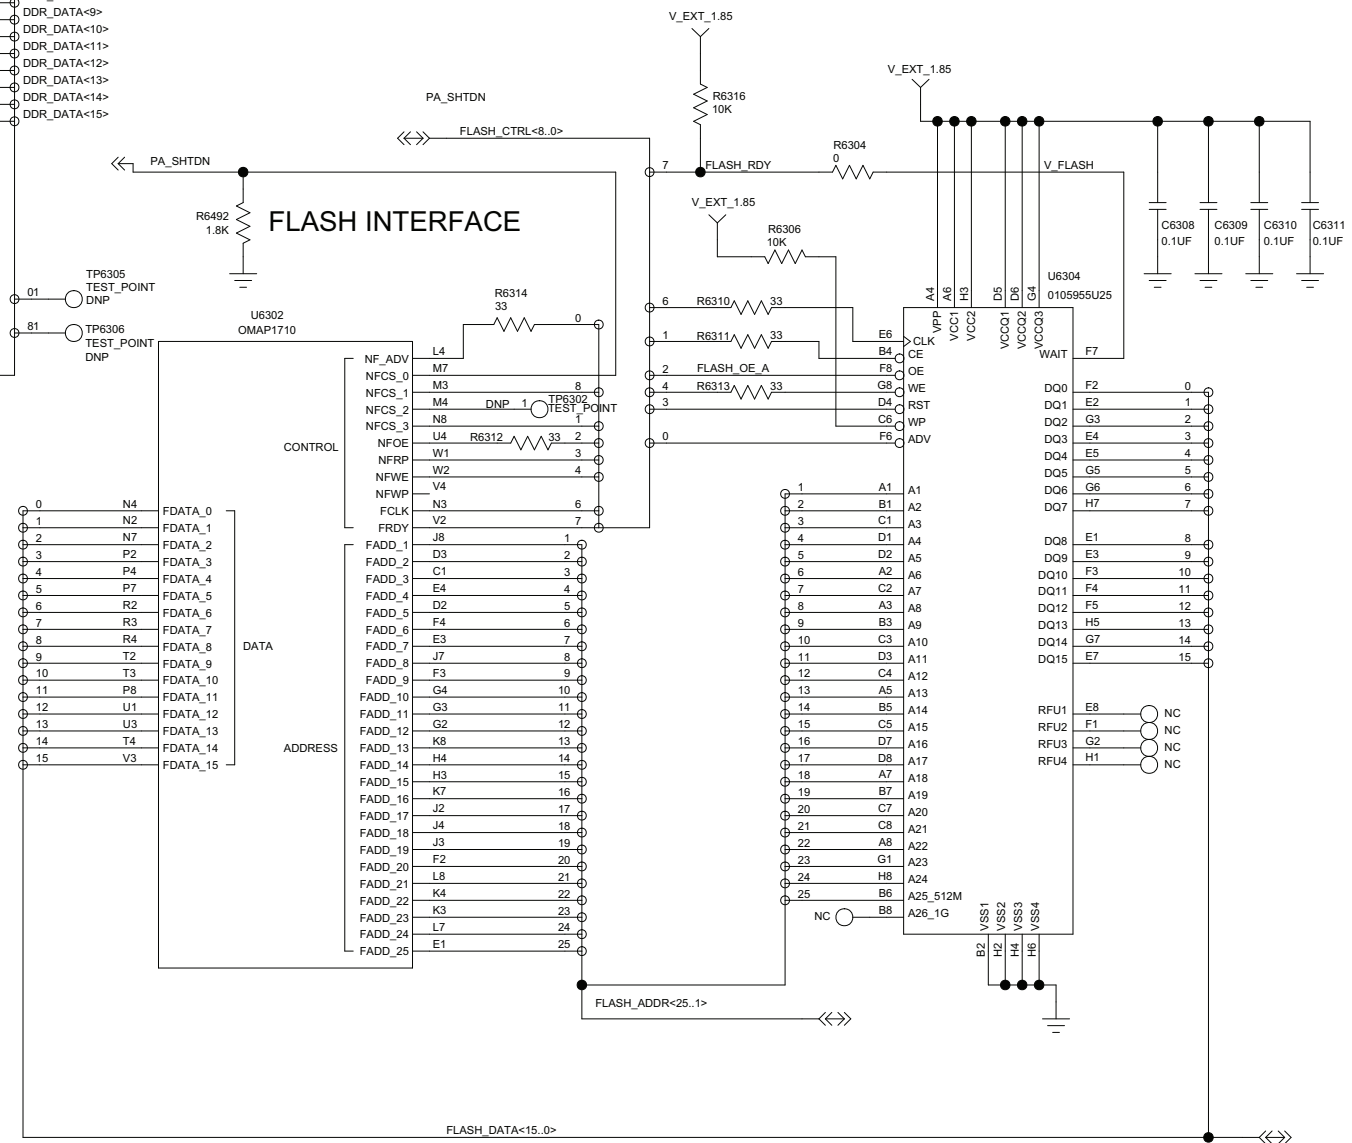 DDR_DATA<9>
DDR_DATA<10>
DDR_DATA<11>
DDR_DATA<12>
DDR_DATA<13>
DDR_DATA<14>
DDR_DATA<15>
V_EXT_1.85
R6316
10K
V_EXT_1.85
PA_SHTDN
FLASH_CTRL<8..0>
PA_SHTDN
7 FLASH_RDY
R6304
0
V_FLASH
R6492
1.8K
FLASH INTERFACE
V_EXT_1.85
R6306
10K
C6308
0.1UF
C6309
0.1UF
C6310
0.1UF
C6311
0.1UF
01
TP6305
TEST_POINT
DNP
81
TP6306
TEST_POINT
DNP
U6302
OMAP1710
R6314
33
0
NF_ADV L4
NFCS_0 M7
NFCS_1 M3 8
NFCS_2 M4 DNP 1 TP6302
TEST_POINT
NFCS_3 N8 1
NFOE U4 R6312 33 2
NFRP W1 3
NFWE W2 4
NFWP V4
FCLK N3 6
FRDY V2 7
CONTROL
FADD_1 J8 1
FADD_2 D3 2
FADD_3 C1 3
FADD_4 E4 4
FADD_5 D2 5
FADD_6 F4 6
FADD_7 E3 7
FADD_8 J7 8
FADD_9 F3 9
FADD_10 G4 10
FADD_11 G3 11
FADD_12 G2 12
FADD_13 K8 13
FADD_14 H4 14
FADD_15 H3 15
FADD_16 K7 16
FADD_17 J2 17
FADD_18 J4 18
FADD_19 J3 19
FADD_20 F2 20
FADD_21 L8 21
FADD_22 K4 22
FADD_23 K3 23
FADD_24 L7 24
FADD_25 E1 25
ADDRESS
0 N4 FDATA_0
1 N2 FDATA_1
2 N7 FDATA_2
3 P2 FDATA_3
4 P4 FDATA_4
5 P7 FDATA_5
6 R2 FDATA_6
7 R3 FDATA_7
8 R4 FDATA_8
9 T2 FDATA_9
10 T3 FDATA_10
11 P8 FDATA_11
12 U1 FDATA_12
13 U3 FDATA_13
14 T4 FDATA_14
15 V3 FDATA_15
DATA
U6304
0105955U25
A4 VPP
A6 VCC1
H3 VCC2
D5 VCCQ1
D6 VCCQ2
G4 VCCQ3
6 R6310 33 E6 CLK
1 R6311 33 B4 CE
2 FLASH_OE_A F8 OE
4 R6313 33 G8 WE
3 D4 RST
C6 WP
0 F6 ADV
1 A1 A1
2 B1 A2
3 C1 A3
4 D1 A4
5 D2 A5
6 A2 A6
7 C2 A7
8 A3 A8
9 B3 A9
10 C3 A10
11 D3 A11
12 C4 A12
13 A5 A13
14 B5 A14
15 C5 A15
16 D7 A16
17 D8 A17
18 A7 A18
19 B7 A19
20 C7 A20
21 C8 A21
22 A8 A22
23 G1 A23
24 H8 A24
25 B6 A25_512M
NC B8 A26_1G
WAIT F7
DQ0 F2 0
DQ1 E2 1
DQ2 G3 2
DQ3 E4 3
DQ4 E5 4
DQ5 G5 5
DQ6 G6 6
DQ7 H7 7
DQ8 E1 8
DQ9 E3 9
DQ10 F3 10
DQ11 F4 11
DQ12 F5 12
DQ13 H5 13
DQ14 G7 14
DQ15 E7 15
RFU1 E8 NC
RFU2 F1 NC
RFU3 G2 NC
RFU4 H1 NC
VSS1 B2
VSS2 H2
VSS3 H4
VSS4 H6
FLASH_ADDR<25..1>
FLASH_DATA<15..0>